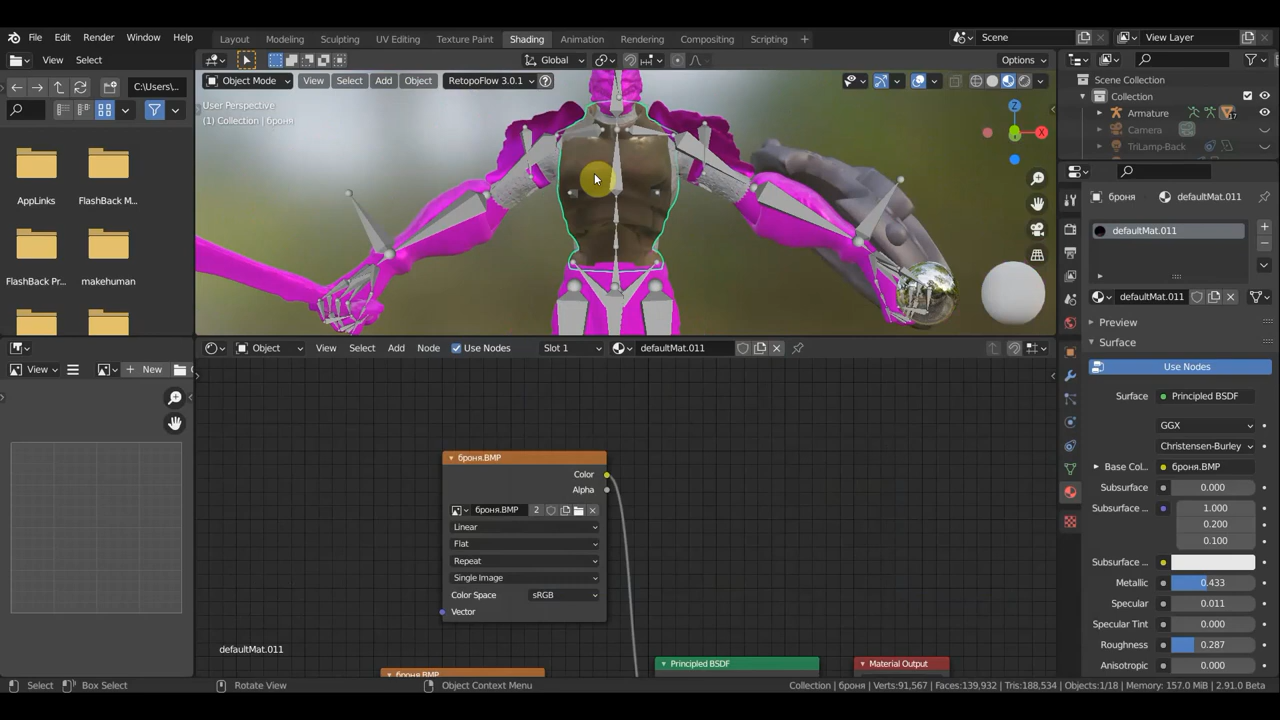 File Edit Render Window Help
Layout Modeling Sculpting UV Editing Texture Paint Shading Animation Rendering Compositing Scripting +
Scene
View Layer
View Select
Global
Options
C:\Users\...
Object Mode View Select Add Object RetopoFlow 3.0.1
User Perspective
(1) Collection | броня
AppLinks
FlashBack M...
FlashBack Pr...
makehuman
X
Z
Scene Collection
Collection
Armature
17
Camera
TriLamp-Back
броня
defaultMat.011
defaultMat.011
defaultMat.011
Preview
Surface
Use Nodes
Surface Principled BSDF
GGX
Christensen-Burley
Base Col... броня.BMP
Subsurface 0.000
Subsurface ... 1.000
0.200
0.100
Subsurface ...
Metallic 0.433
Specular 0.011
Specular Tint 0.000
Roughness 0.287
Anisotropic 0.000
View
New
Object View Select Add Node Use Nodes Slot 1 defaultMat.011
броня.BMP
Color
Alpha
броня.BMP 2
Linear
Flat
Repeat
Single Image
Color Space sRGB
Vector
defaultMat.011
броня.BMP
Principled BSDF
Material Output
Select Box Select Rotate View Object Context Menu
Collection | броня | Verts:91,567 | Faces:139,932 | Tris:188,534 | Objects:1/18 | Memory: 157.0 MiB | 2.91.0 Beta